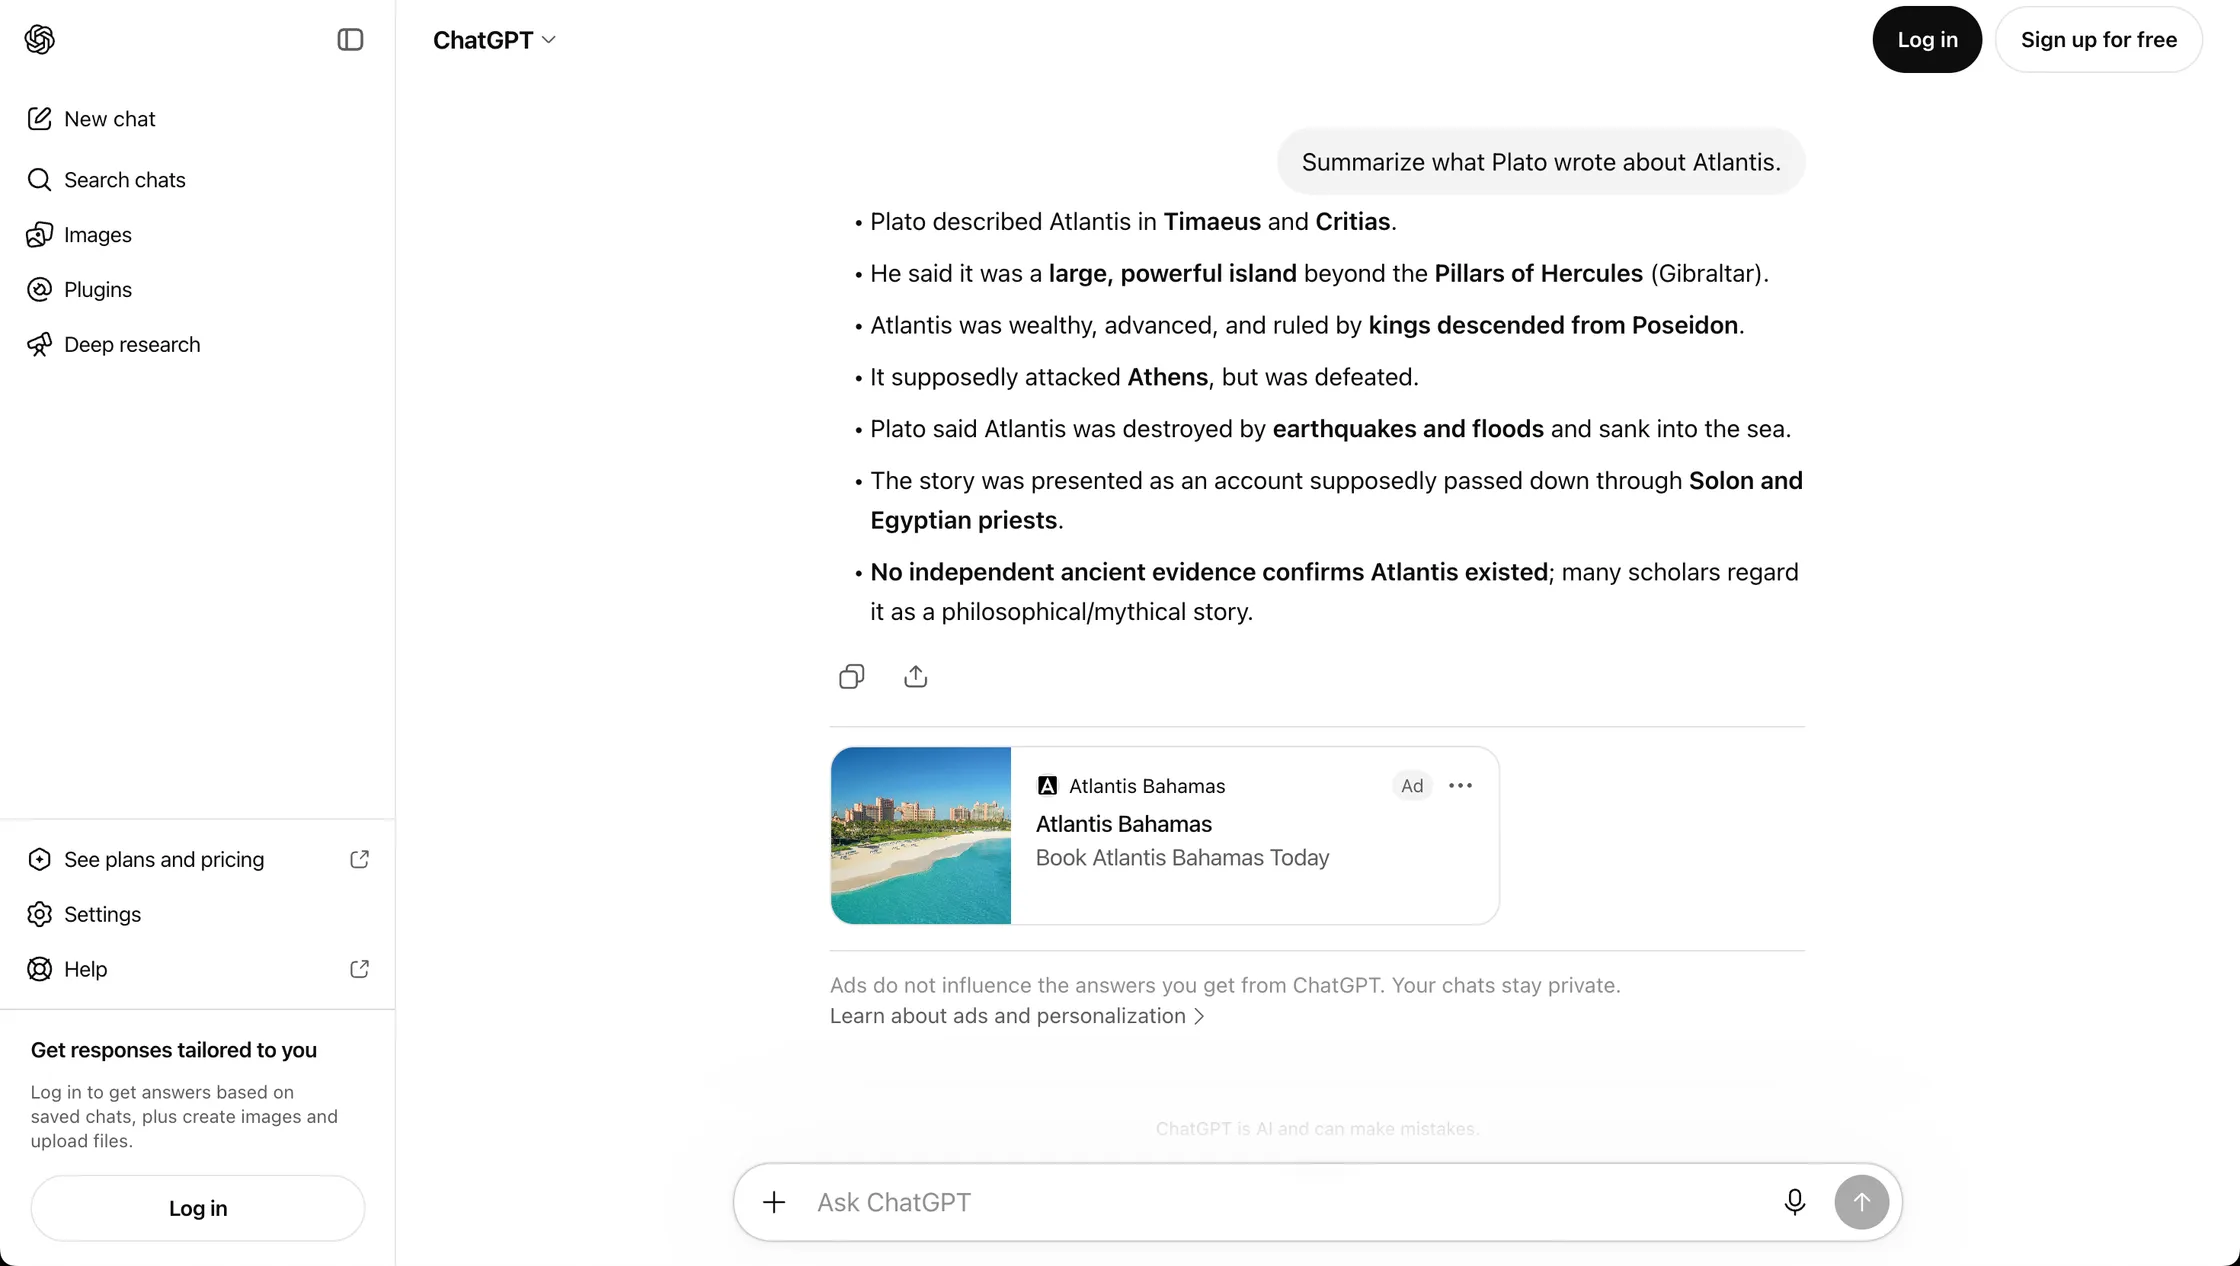 ChatGPT
Log in
Sign up for free
New chat
Search chats
Images
Plugins
Deep research
Summarize what Plato wrote about Atlantis.
• Plato described Atlantis in Timaeus and Critias.
• He said it was a large, powerful island beyond the Pillars of Hercules (Gibraltar).
• Atlantis was wealthy, advanced, and ruled by kings descended from Poseidon.
• It supposedly attacked Athens, but was defeated.
• Plato said Atlantis was destroyed by earthquakes and floods and sank into the sea.
• The story was presented as an account supposedly passed down through Solon and
Egyptian priests.
• No independent ancient evidence confirms Atlantis existed; many scholars regard
it as a philosophical/mythical story.
A Atlantis Bahamas
Ad
Atlantis Bahamas
Book Atlantis Bahamas Today
Ads do not influence the answers you get from ChatGPT. Your chats stay private.
Learn about ads and personalization
See plans and pricing
Settings
Help
Get responses tailored to you
Log in to get answers based on
saved chats, plus create images and
upload files.
Log in
ChatGPT is AI and can make mistakes.
Ask ChatGPT